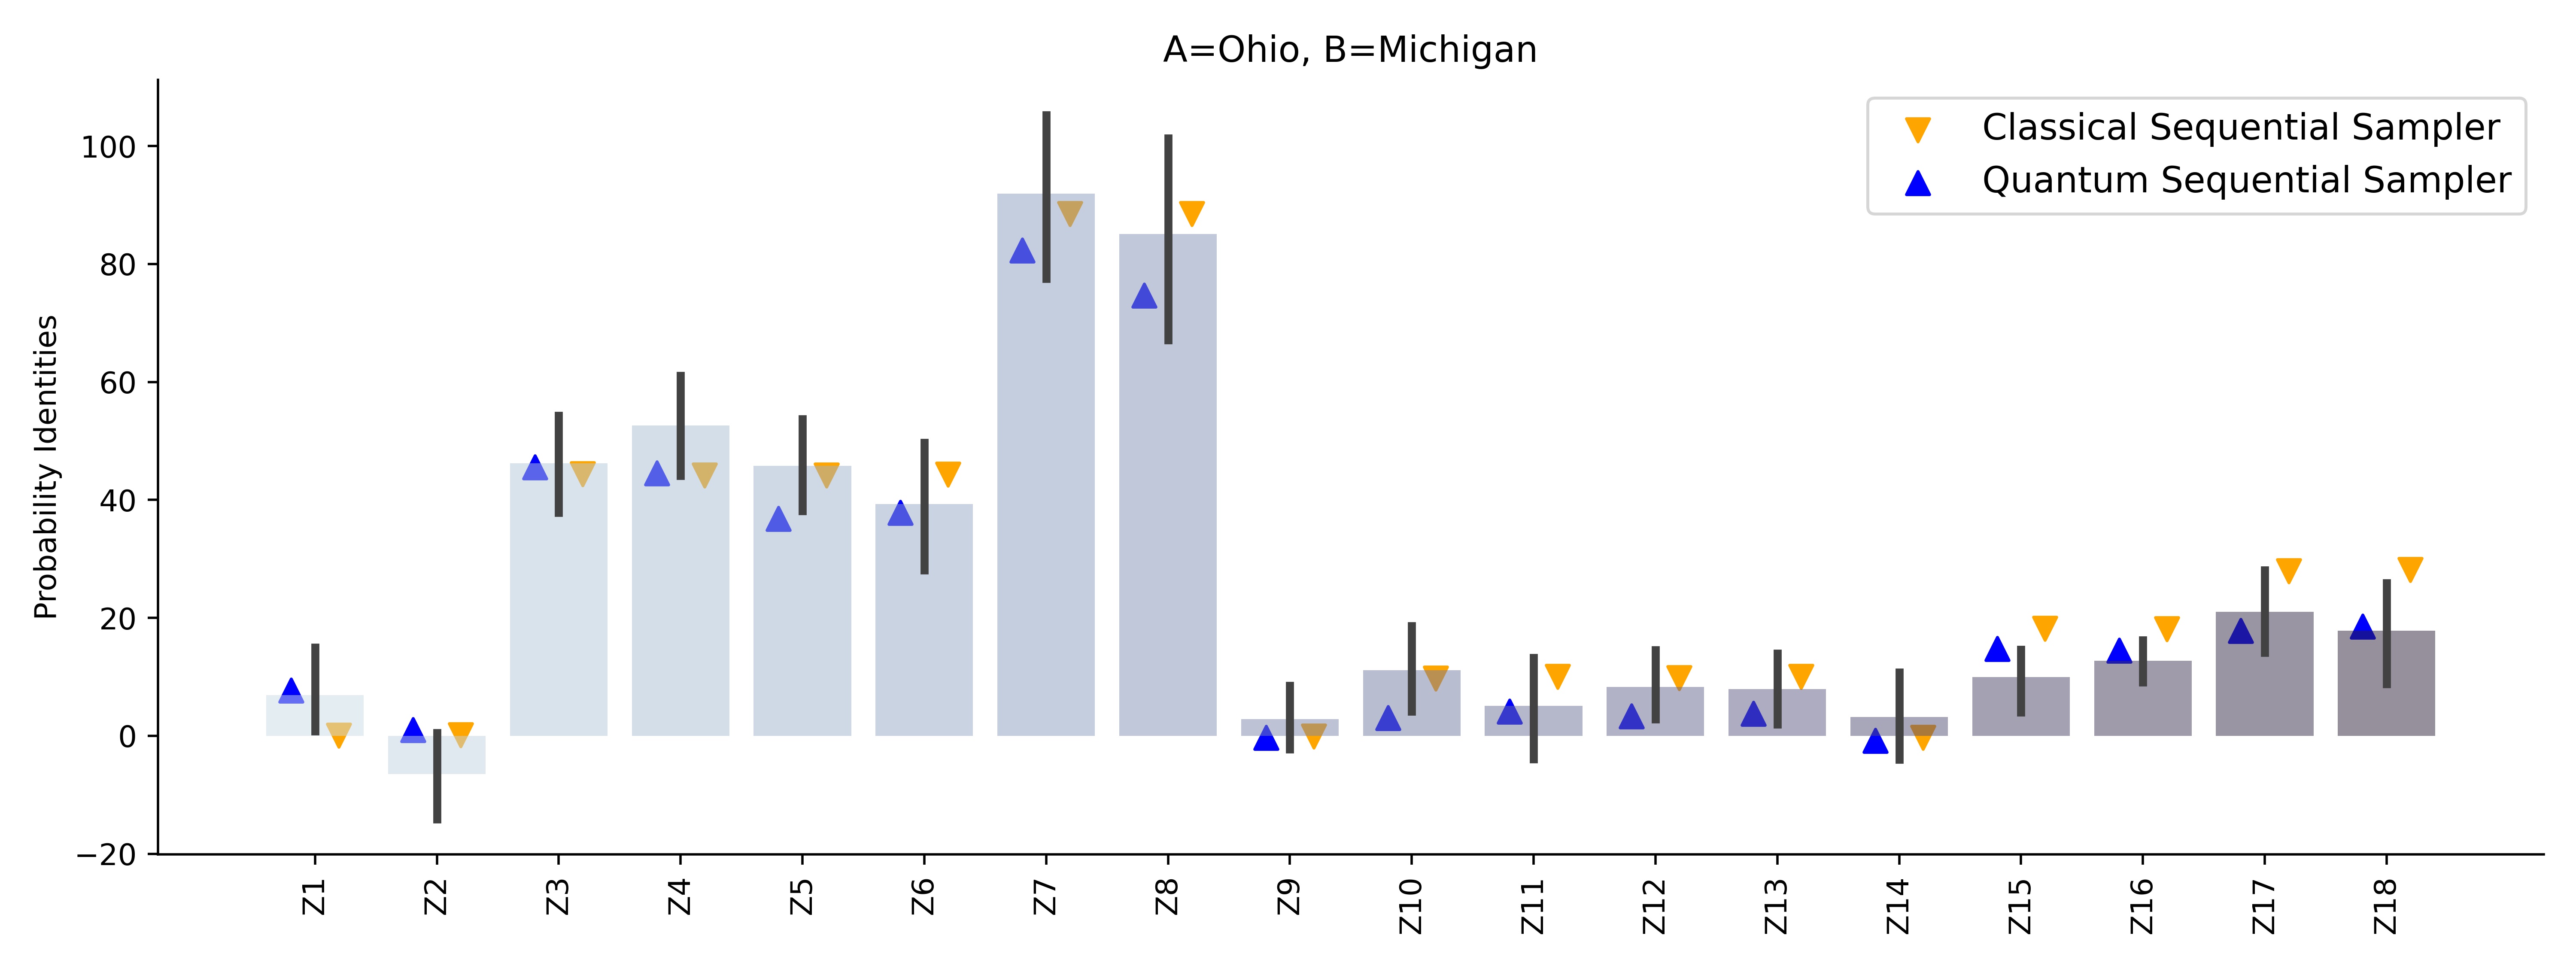 A=Ohio, B=Michigan
Classical Sequential Sampler
Quantum Sequential Sampler
Probability Identities
100
80
60
40
20
0
−20
Z1 Z2 Z3 Z4 Z5 Z6 Z7 Z8 Z9 Z10 Z11 Z12 Z13 Z14 Z15 Z16 Z17 Z18